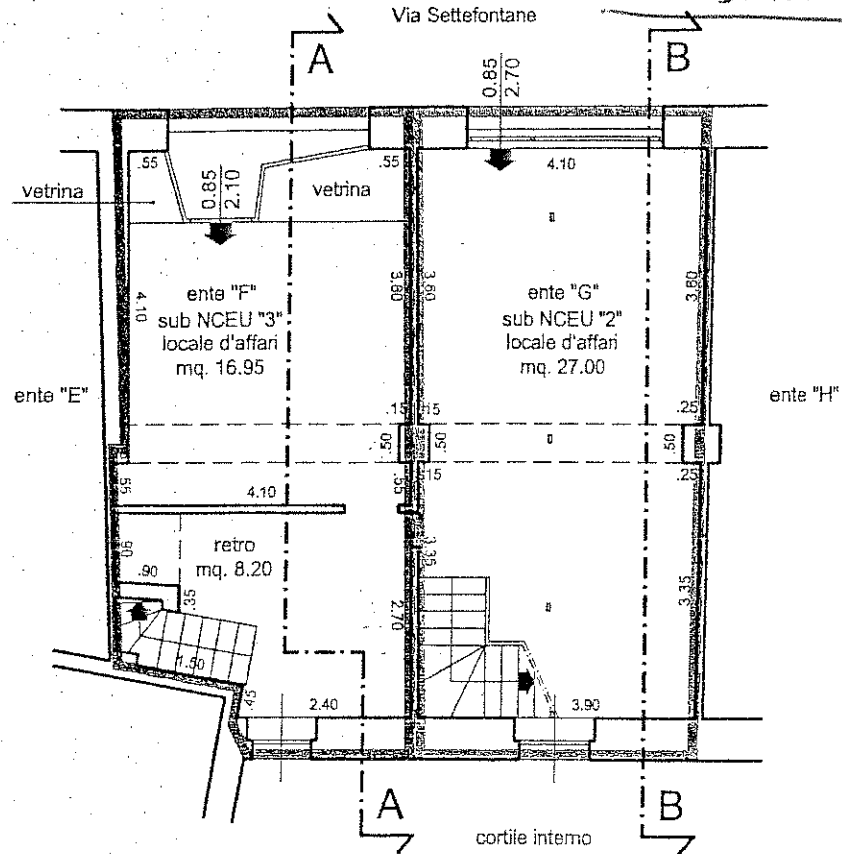 Via Settefontane
A
B
0.85
2.70
.55
.55
4.10
vetrina
0.85
2.10
vetrina
4.10
3.80
3.60
3.80
ente "F"
sub NCEU "3"
locale d'affari
mq. 16.95
ente "G"
sub NCEU "2"
locale d'affari
mq. 27.00
ente "E"
ente "H"
.15
.15
.25
.50
.50
.50
.15
.25
.55
4.10
.55
retro
mq. 8.20
.90
.90
.35
3.35
3.35
2.70
1.50
.45
2.40
3.90
A
B
cortile interno